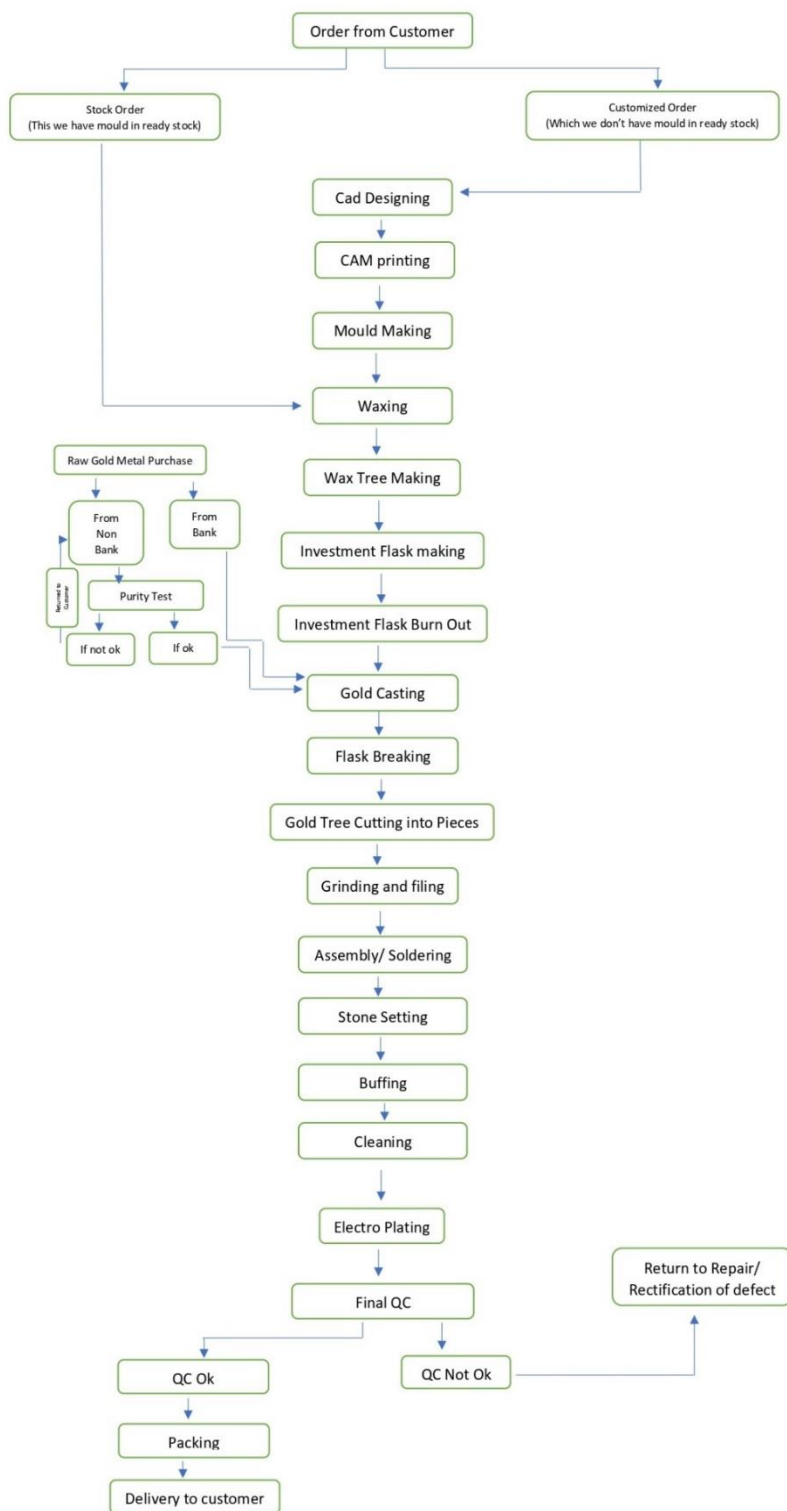 Order from Customer
Stock Order
(This we have mould in ready stock)
Customized Order
(Which we don't have mould in ready stock)
Cad Designing
CAM printing
Mould Making
Waxing
Raw Gold Metal Purchase
Wax Tree Making
From
Non
Bank
From
Bank
Investment Flask making
Returned to
Customer
Purity Test
Investment Flask Burn Out
If not ok
If ok
Gold Casting
Flask Breaking
Gold Tree Cutting into Pieces
Grinding and filing
Assembly/ Soldering
Stone Setting
Buffing
Cleaning
Electro Plating
Return to Repair/
Rectification of defect
Final QC
QC Ok
QC Not Ok
Packing
Delivery to customer